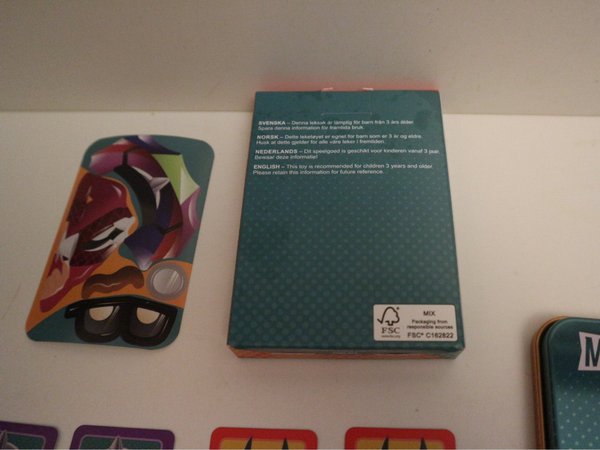 SVENSKA – Denna leksak är lämplig för barn från 3 års ålder
Spara denna information för framtida bruk
NORSK – Dette leketøyet er egnet for barn som er 3 år og eldre.
Husk at dette gjelder for alle våre leker i fremtiden.
NEDERLANDS – Dit speelgoed is geschikt voor kinderen vanaf 3 jaar.
deze informatie!
ENGLISH – This toy is recommended for children 3 years and older.
Please retain this information for future reference.
FSC
www.fsc.org
MIX
Packaging from
responsible sources
FSC® C162822
M